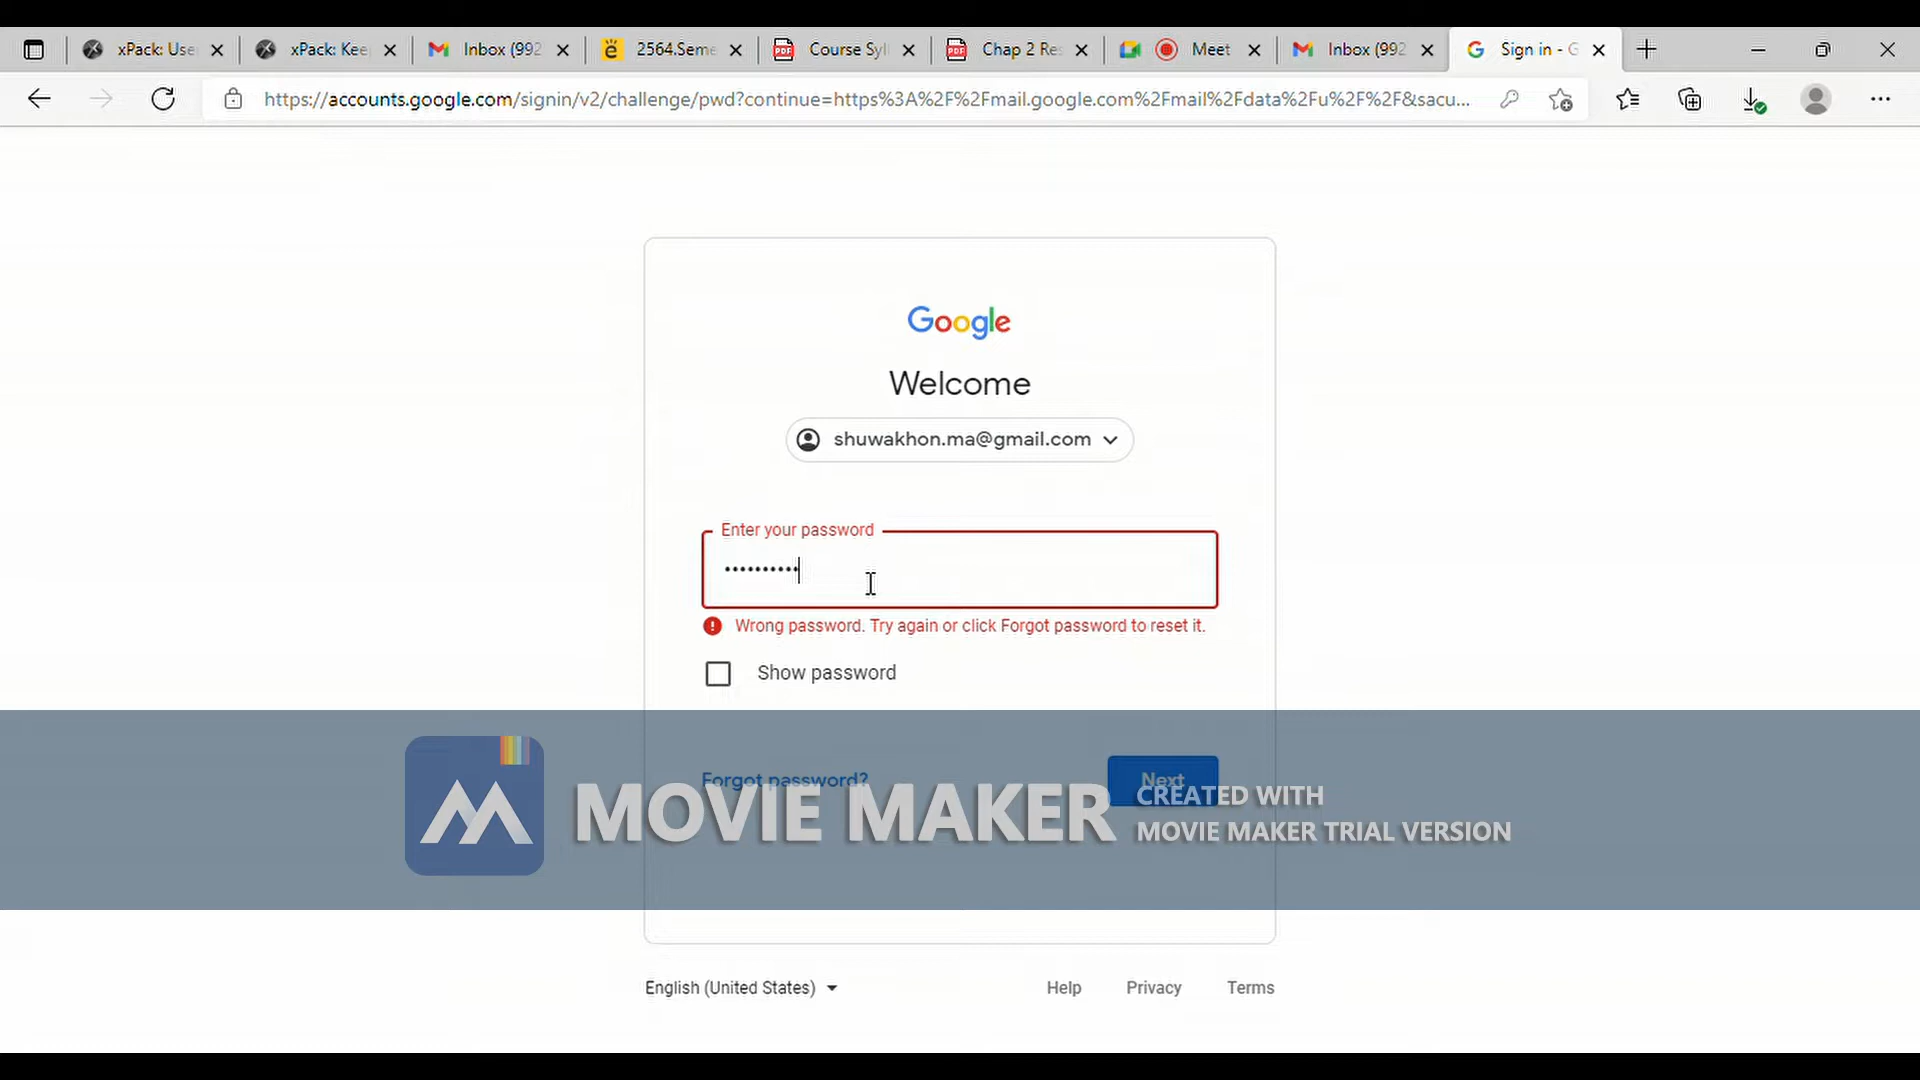 xPack: Use
xPack: Kee
Inbox (992
2564.Seme
Course Syll
Chap 2 Re
Meet
Inbox (992
Sign in - G
https://accounts.google.com/signin/v2/challenge/pwd?continue=https%3A%2F%2Fmail.google.com%2Fmail%2Fdata%2Fu%2F%2F&sacu...
Google
Welcome
shuwakhon.ma@gmail.com
Enter your password
Wrong password. Try again or click Forgot password to reset it.
Show password
Forgot password?
Next
MOVIE MAKER
CREATED WITH
MOVIE MAKER TRIAL VERSION
English (United States)
Help
Privacy
Terms